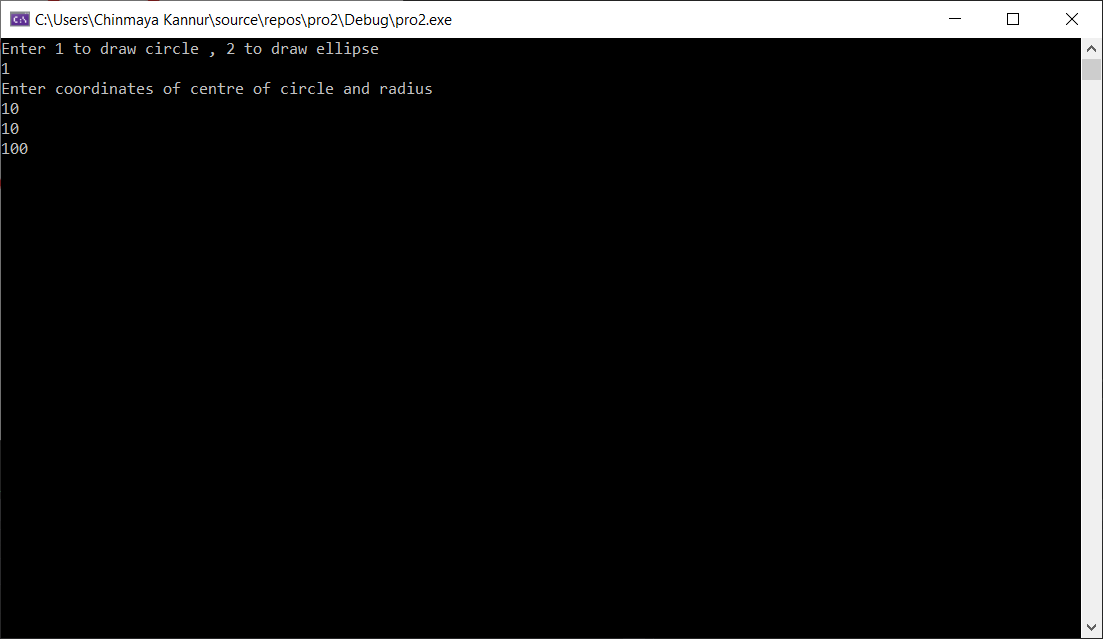 C:\Users\Chinmaya Kannur\source\repos\pro2\Debug\pro2.exe
Enter 1 to draw circle , 2 to draw ellipse
1
Enter coordinates of centre of circle and radius
10
10
100